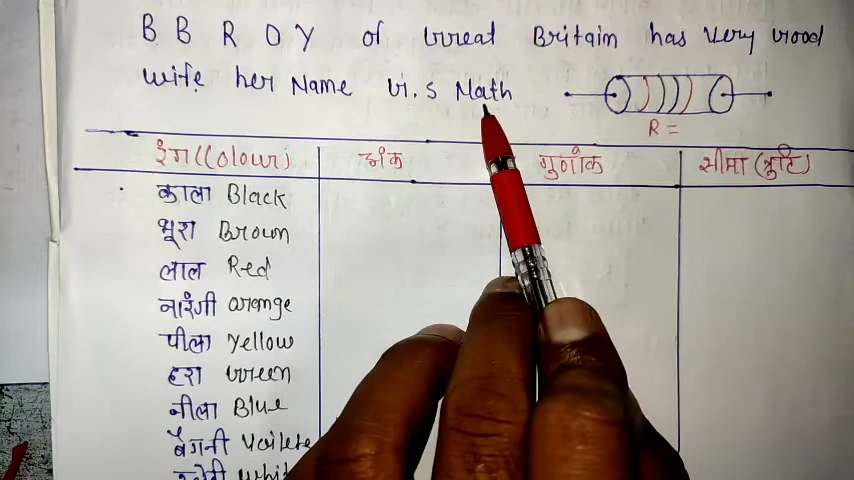 B B R O Y of Great Britain has Very Good
wife her Name is Math
R =
रंग (Colour) अंक गुणांक सीमा (त्रुटि)
काला Black
भूरा Brown
लाल Red
नारंगी orange
पीला Yellow
हरा Green
नीला Blue
बैगनी